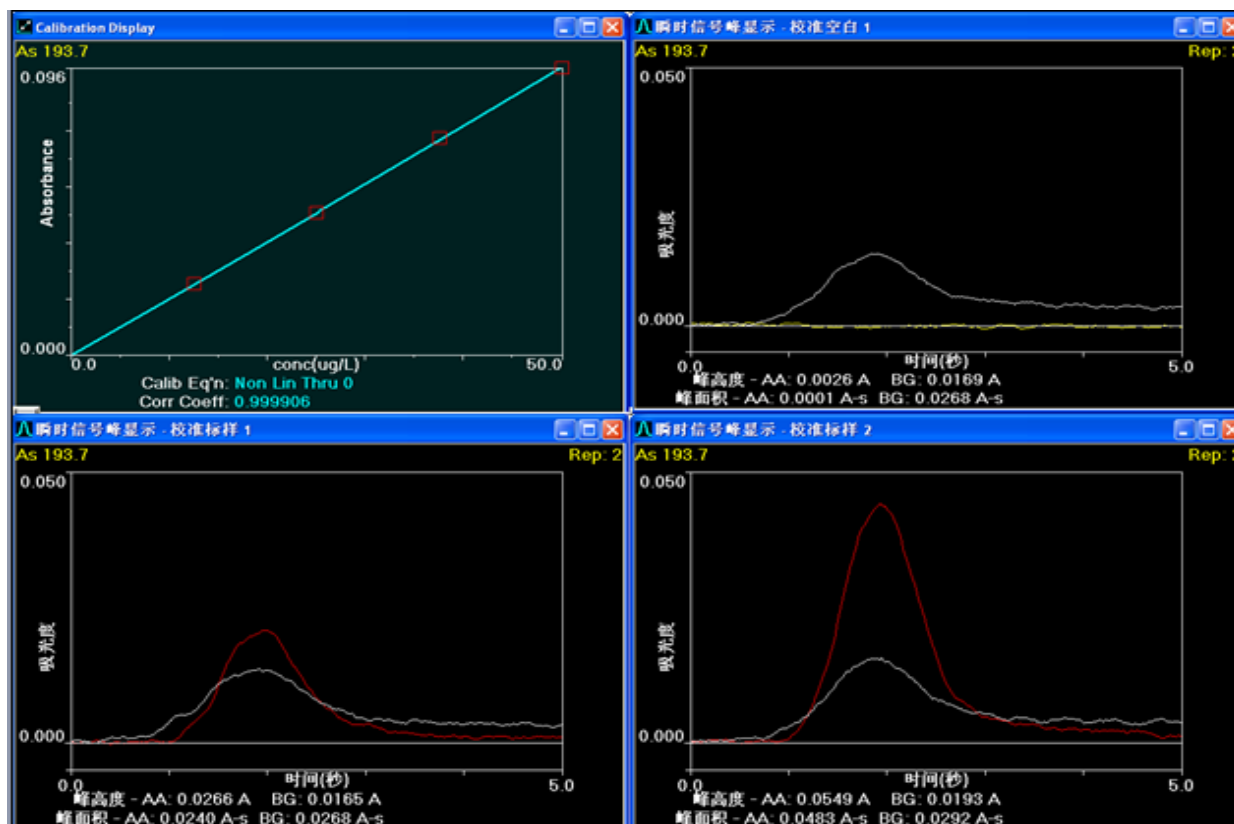 Calibration Display
As 193.7
0.096
Absorbance
0.000
0.0
conc(ug/L)
50.0
Calib Eq'n: Non Lin Thru 0
Corr Coeff: 0.999906
瞬时信号峰显示 - 校准空白 1
As 193.7
Rep:
0.050
吸光度
0.000
0.0
时间(秒)
5.0
峰高度 - AA: 0.0026 A BG: 0.0169 A
峰面积 - AA: 0.0001 A-s BG: 0.0268 A-s
瞬时信号峰显示 - 校准标样 1
As 193.7
Rep: 2
0.050
吸光度
0.000
0.0
时间(秒)
5.0
峰高度 - AA: 0.0266 A BG: 0.0165 A
峰面积 - AA: 0.0240 A-s BG: 0.0268 A-s
瞬时信号峰显示 - 校准标样 2
As 193.7
Rep:
0.050
吸光度
0.000
0.0
时间(秒)
5.0
峰高度 - AA: 0.0549 A BG: 0.0193 A
峰面积 - AA: 0.0483 A-s BG: 0.0292 A-s